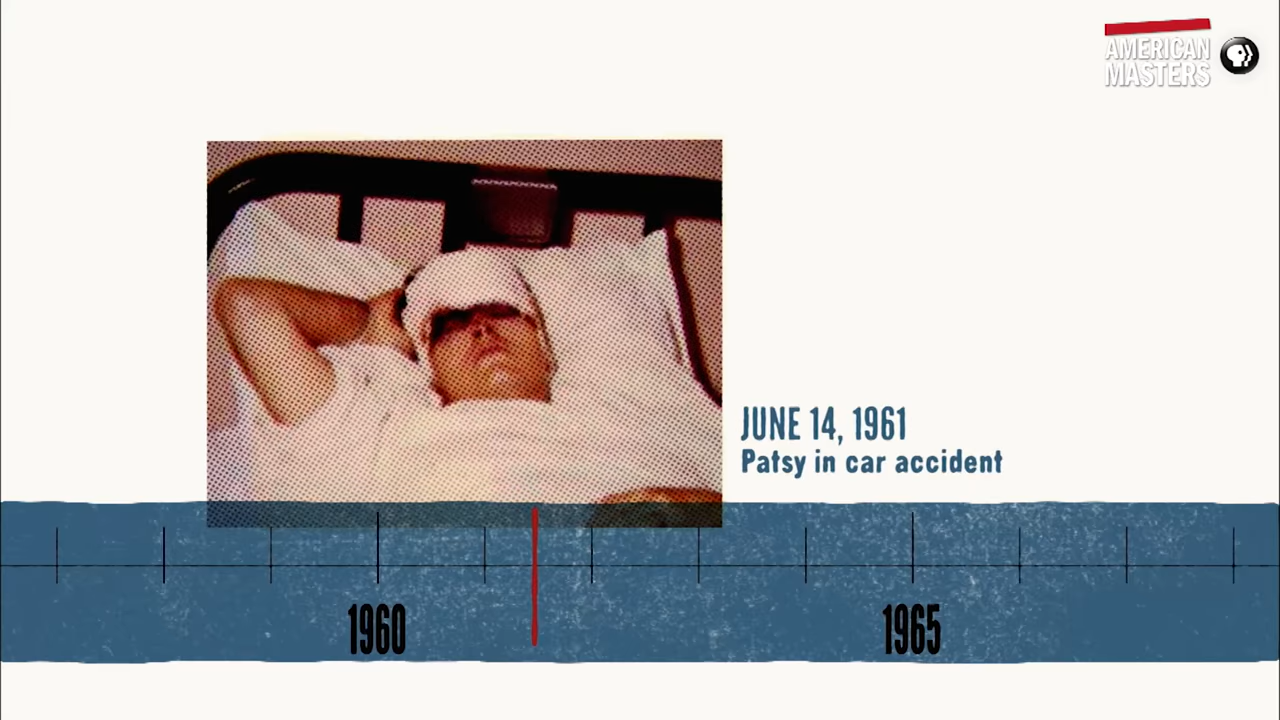 AMERICAN
MASTERS
JUNE 14, 1961
Patsy in car accident
1960
1965